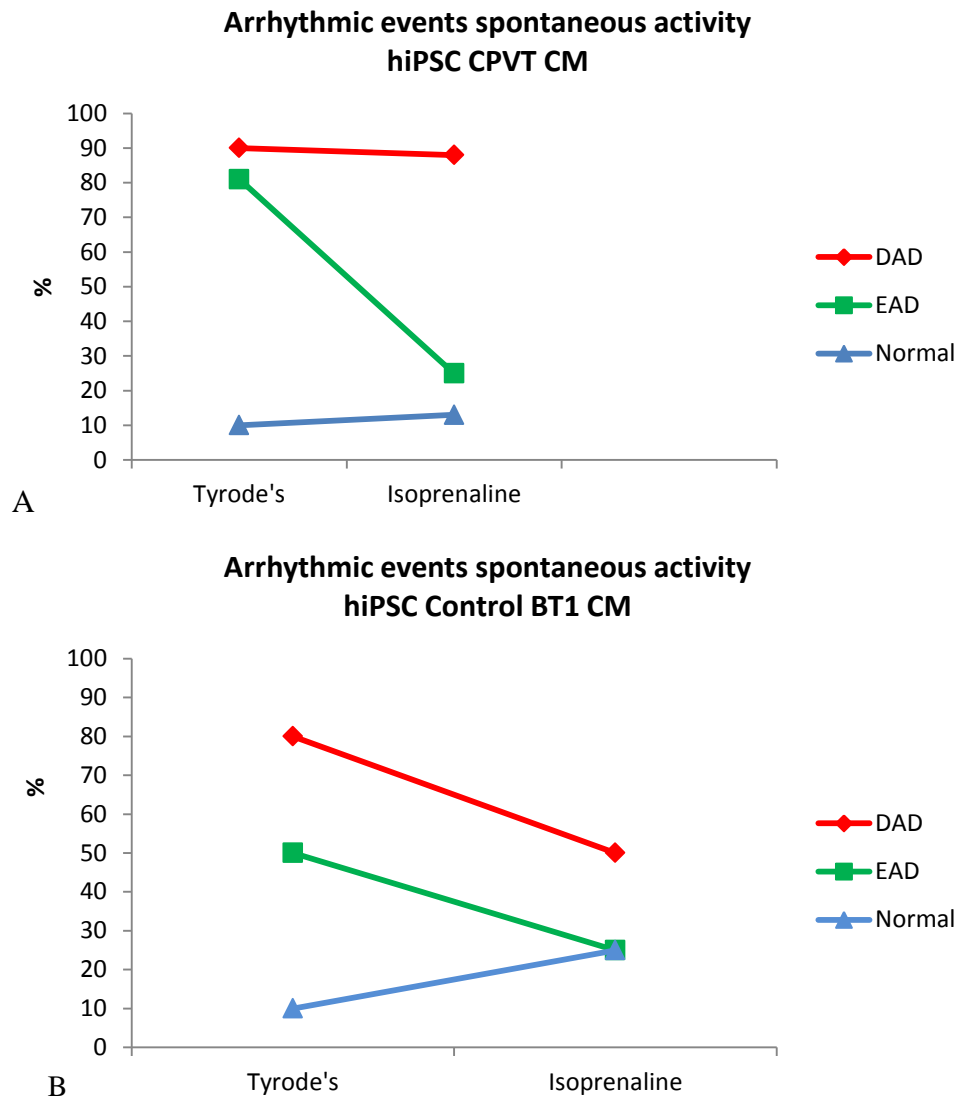 Arrhythmic events spontaneous activity
hiPSC CPVT CM
100
90
80
70
60
50
40
30
20
10
0
%
Tyrode's Isoprenaline
DAD
EAD
Normal
A
Arrhythmic events spontaneous activity
hiPSC Control BT1 CM
100
90
80
70
60
50
40
30
20
10
0
%
Tyrode's Isoprenaline
DAD
EAD
Normal
B